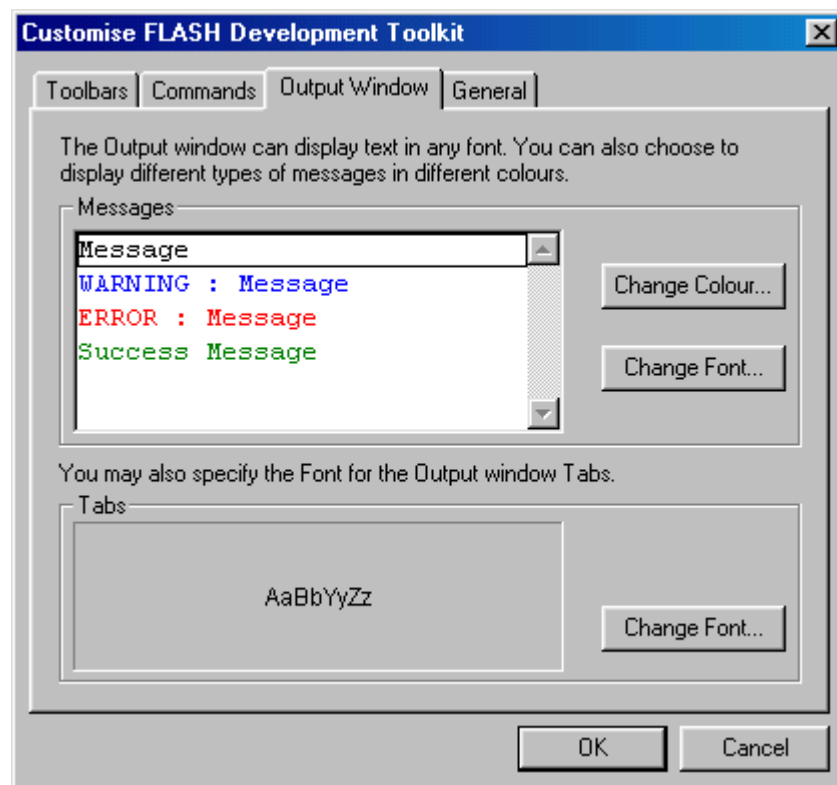 Customise FLASH Development Toolkit
Toolbars Commands Output Window General
The Output window can display text in any font. You can also choose to
display different types of messages in different colours.
Messages
Message
WARNING : Message
ERROR : Message
Success Message
Change Colour...
Change Font...
You may also specify the Font for the Output window Tabs.
Tabs
AaBbYyZz
Change Font...
OK Cancel